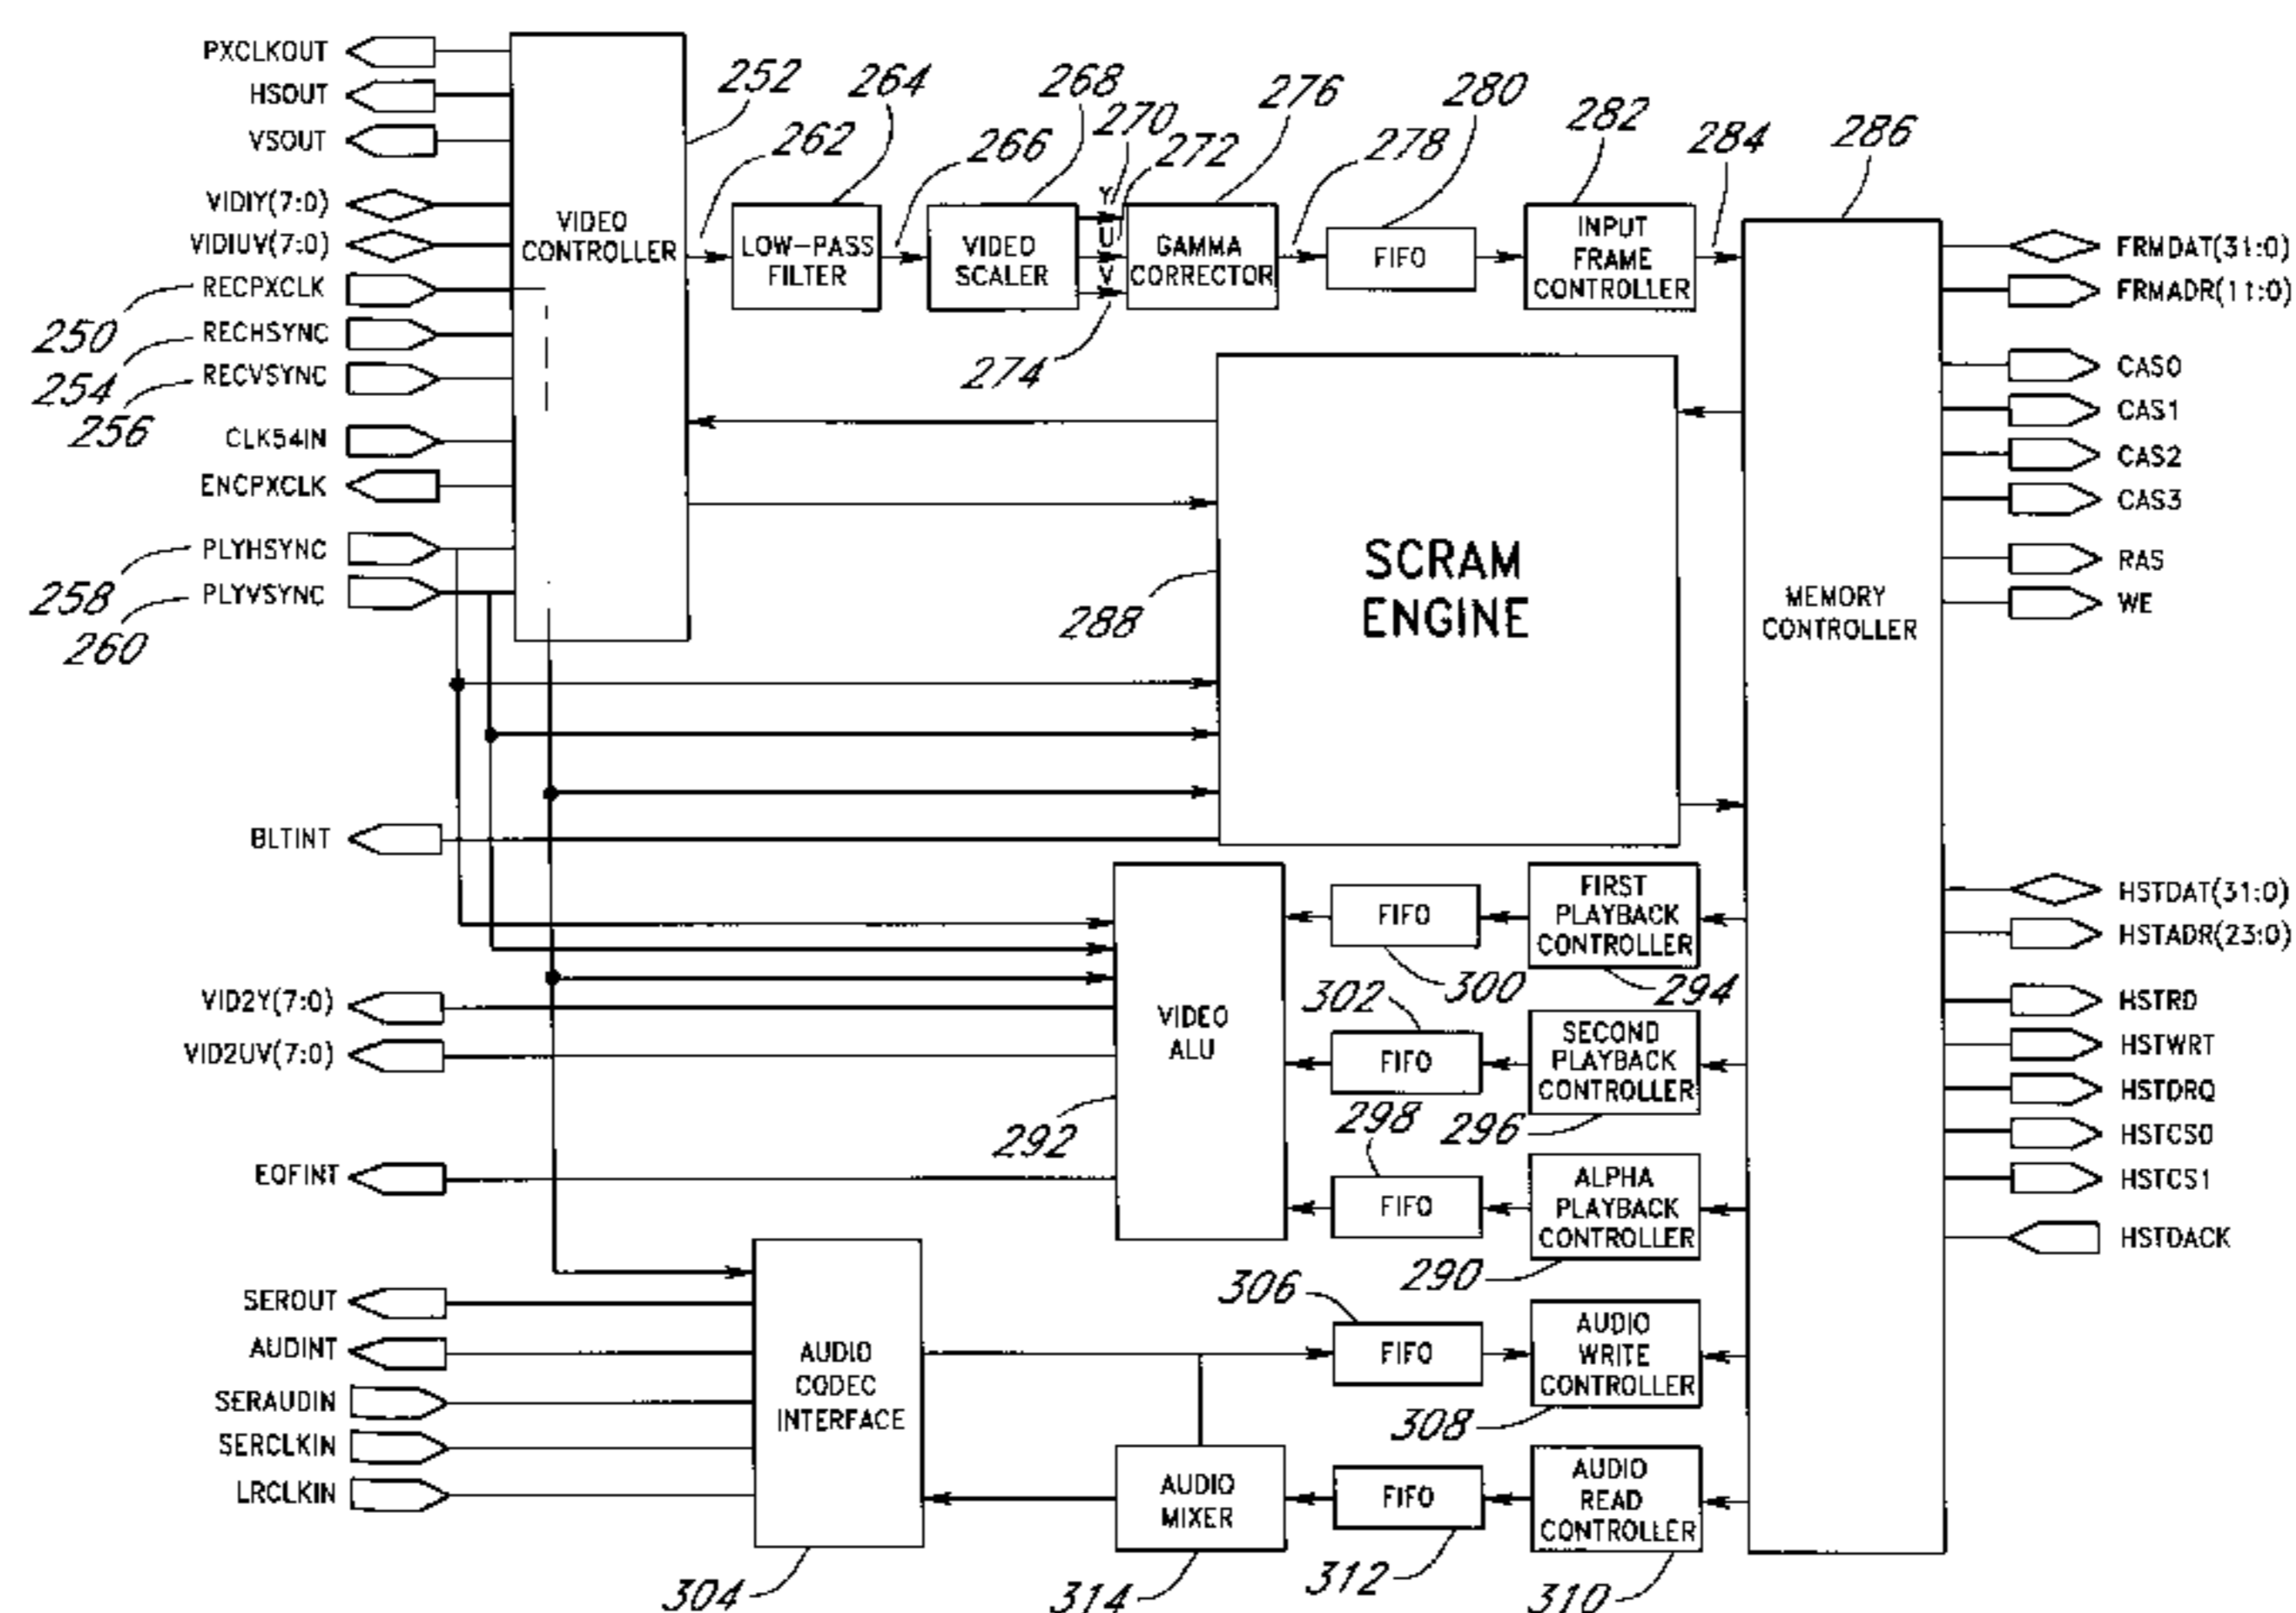 PXCLKOUT
HSOUT
VSOUT
VIDIY(7:0)
VIDIUV(7:0)
RECPXCLK
250
RECHSYNC
254
RECVSYNC
256
CLK54IN
ENCPXCLK
PLYHSYNC
258
PLYVSYNC
260
BLTINT
VID2Y(7:0)
VID2UV(7:0)
EOFINT
SEROUT
AUDINT
SERAUDIN
SERCLKIN
LRCLKIN
VIDEO
CONTROLLER
252
262
LOW-PASS
FILTER
264
266
VIDEO
SCALER
268
Y
270
U
272
V
274
GAMMA
CORRECTOR
276
278
FIFO
280
INPUT
FRAME
CONTROLLER
282
284
286
MEMORY
CONTROLLER
SCRAM
ENGINE
288
VIDEO
ALU
292
FIFO
300
FIRST
PLAYBACK
CONTROLLER
294
302
FIFO
SECOND
PLAYBACK
CONTROLLER
296
298
FIFO
ALPHA
PLAYBACK
CONTROLLER
290
AUDIO
CODEC
INTERFACE
304
306
FIFO
AUDIO
WRITE
CONTROLLER
308
AUDIO
MIXER
314
FIFO
312
AUDIO
READ
CONTROLLER
310
FRMDAT(31:0)
FRMADR(11:0)
CAS0
CAS1
CAS2
CAS3
RAS
WE
HSTDAT(31:0)
HSTADR(23:0)
HSTRD
HSTWRT
HSTDRQ
HSTCS0
HSTCS1
HSTDACK